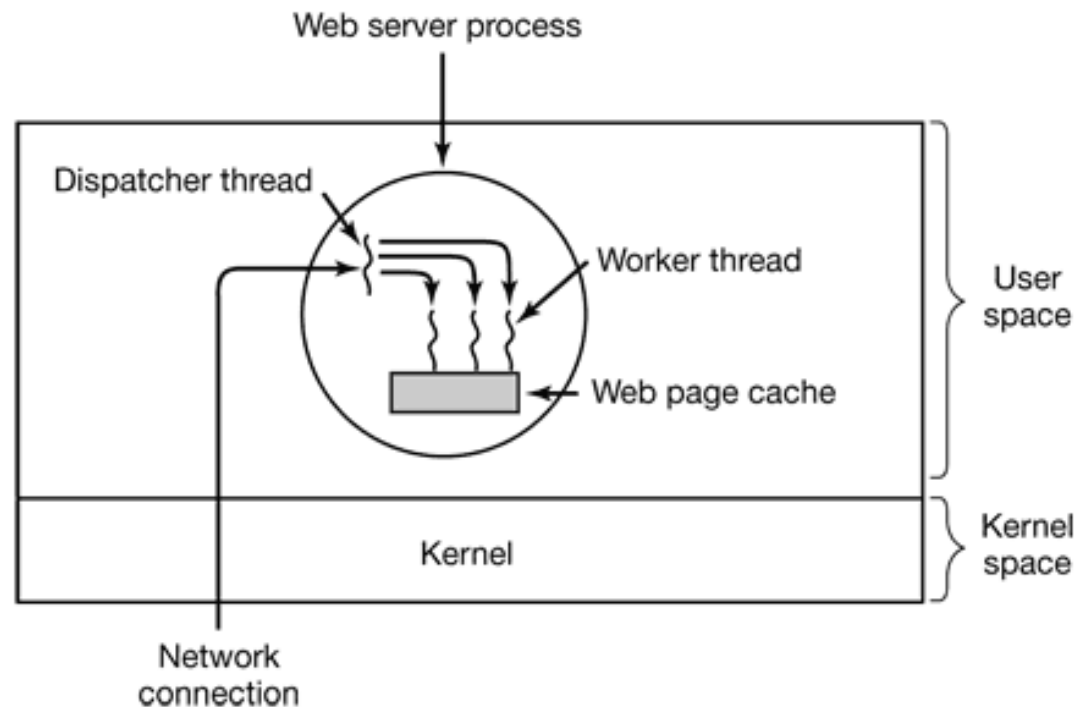 Web server process
Dispatcher thread
Worker thread
User
space
Web page cache
Kernel
Kernel
space
Network
connection